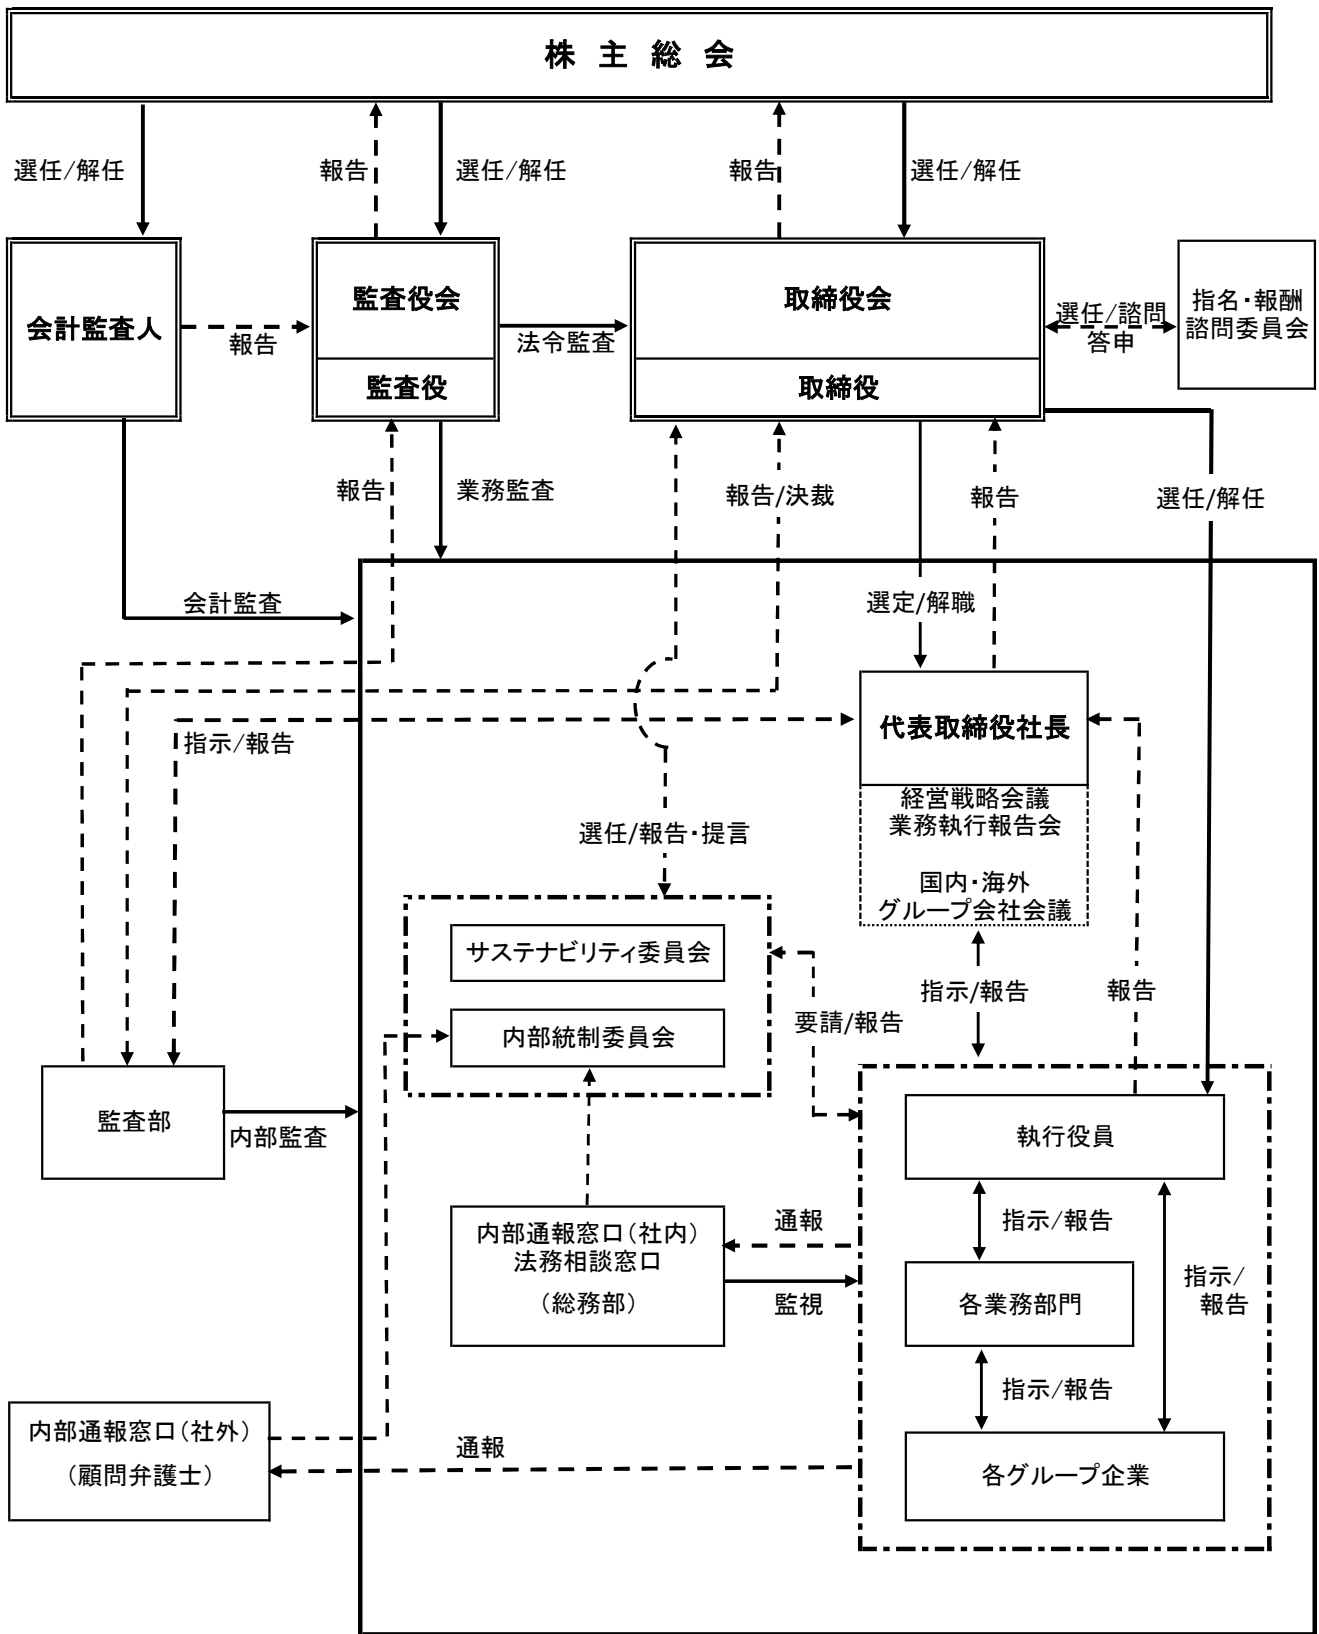 株 主 総 会
選任/解任
報告
選任/解任
報告
選任/解任
会計監査人
報告
監査役会
監査役
法令監査
取締役会
取締役
選任/諮問
答申
指名・報酬
諮問委員会
報告
業務監査
報告/決裁
報告
選任/解任
会計監査
選定/解職
指示/報告
代表取締役社長
経営戦略会議
業務執行報告会
国内・海外
グループ会社会議
選任/報告・提言
サステナビリティ委員会
内部統制委員会
要請/報告
指示/報告
報告
監査部
内部監査
執行役員
内部通報窓口(社内)
法務相談窓口
(総務部)
通報
監視
指示/報告
各業務部門
指示/
報告
指示/報告
内部通報窓口(社外)
(顧問弁護士)
通報
各グループ企業